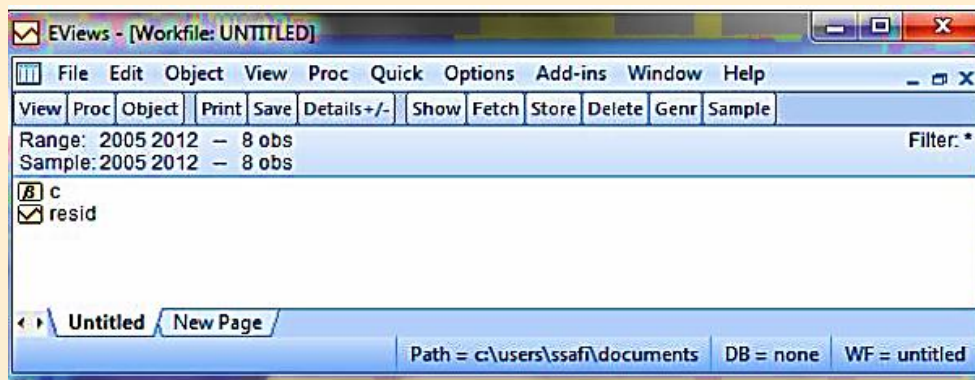 EViews - [Workfile: UNTITLED]
File Edit Object View Proc Quick Options Add-ins Window Help
View Proc Object Print Save Details+/- Show Fetch Store Delete Genr Sample
Range: 2005 2012 – 8 obs Filter: *
Sample: 2005 2012 – 8 obs
β c
resid
Untitled New Page
Path = c:\users\ssafi\documents DB = none WF = untitled